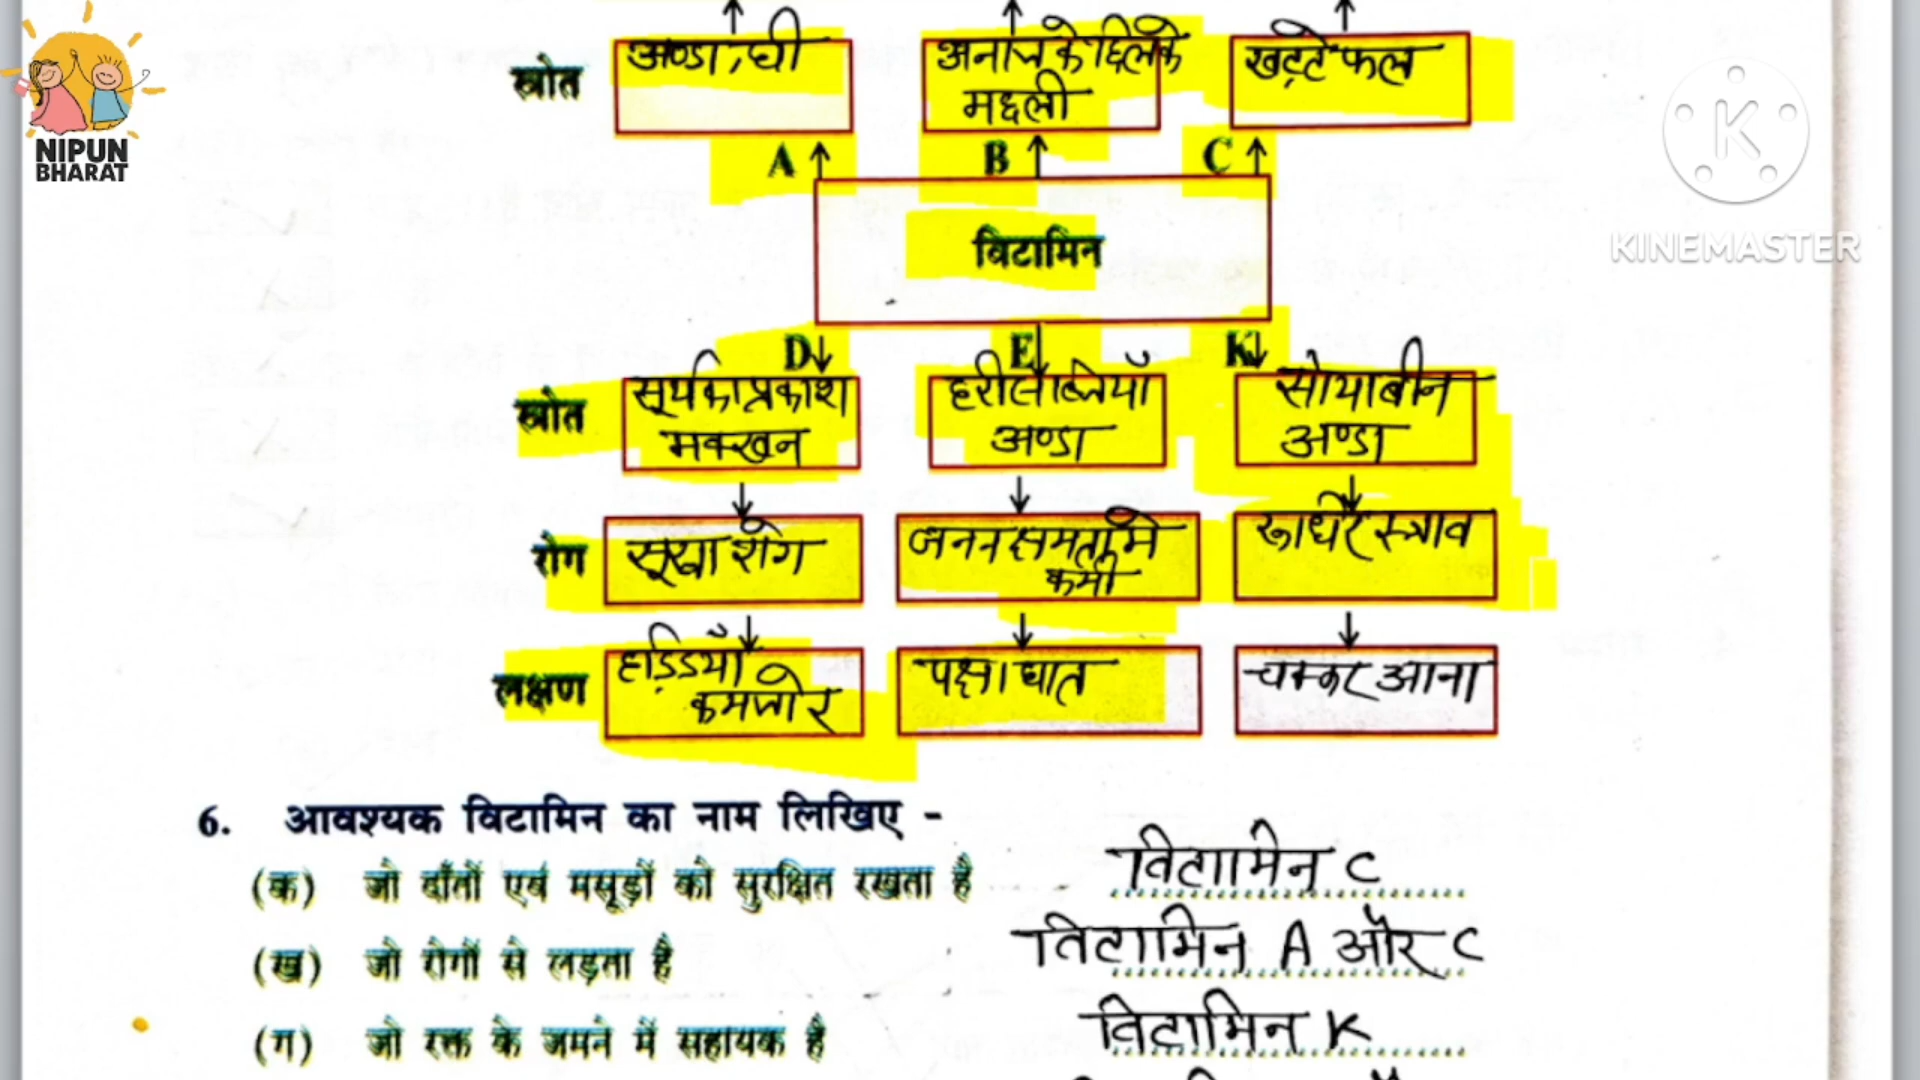 NIPUN
BHARAT
K
KINEMASTER
स्त्रोत
अण्डा, घी
अनाज के छिलके
मछली
खट्टे फल
A
B
C
विटामिन
D
E
K
स्त्रोत
सूर्य का प्रकाश
मक्खन
हरी सब्जियाँ
अण्डा
सोयाबीन
अण्डा
रोग
सूखा रोग
जनन क्षमता में
कमी
रूधिर स्त्राव
लक्षण
हड्डियाँ
कमजोर
पक्षाघात
चक्कर आना
6. आवश्यक विटामिन का नाम लिखिए -
(क) जो दाँतों एवं मसूड़ों को सुरक्षित रखता है - विटामिन C
(ख) जो रोगों से लड़ता है विटामिन A और C
(ग) जो रक्त के जमने में सहायक है विटामिन K